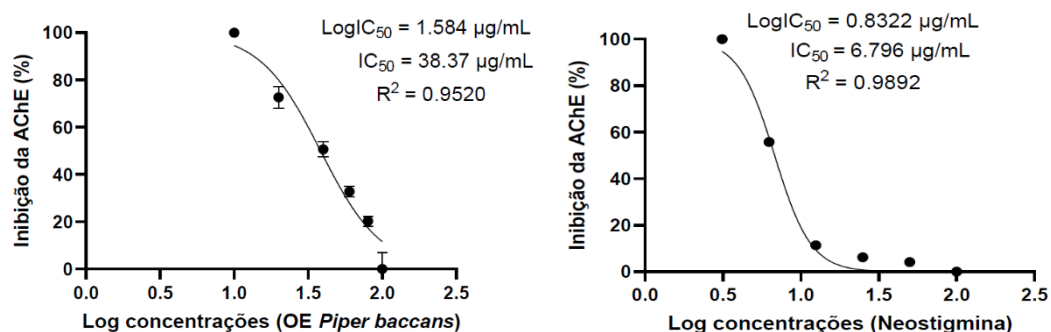 LogIC50 = 1.584 µg/mL
IC50 = 38.37 µg/mL
R2 = 0.9520
Inibição da AChE (%)
100
80
60
40
20
0
0.0 0.5 1.0 1.5 2.0 2.5
Log concentrações (OE Piper baccans)
LogIC50 = 0.8322 µg/mL
IC50 = 6.796 µg/mL
R2 = 0.9892
Inibição da AChE (%)
100
80
60
40
20
0
0.0 0.5 1.0 1.5 2.0 2.5
Log concentrações (Neostigmina)